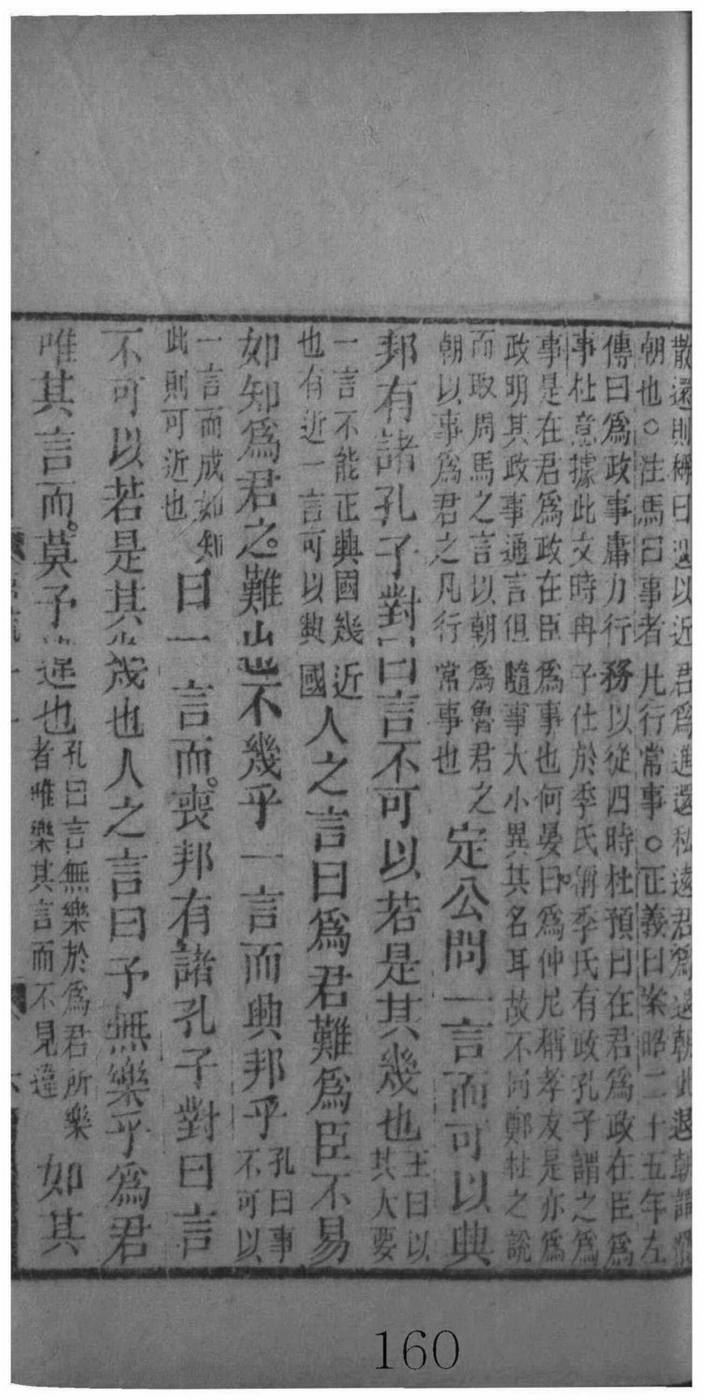 散還則稱曰退以近君為進還私遠君為退朝此退朝謂
朝也○注馬曰事者凡行常事○正義曰案昭二十五年左
傳曰爲政事庸力行務以從四時杜預曰在君爲政在臣爲
事杜意據此文時冉子仕於季氏稱季氏有政孔子謂之爲
事是在君爲政在臣爲事也何晏曰爲仲尼稱孝友是亦爲
政明其政事通言但隨事大小異其名耳故不同鄭杜之說
而取周馬之言以朝爲魯君之
朝以事爲君之凡行常事也
定公問一言而可以興
邦有諸孔子對曰言不可以若是其幾也
王曰以其大要
一言不能正興國幾近
也有近一言可以興國
人之言曰爲君難爲臣不易
如知爲君之難也不幾乎一言而興邦乎
孔曰事不可以
一言而成如知
此則可近也
曰一言而喪邦有諸孔子對曰言
不可以若是其幾也人之言曰予無樂乎爲君
唯其言而莫予違也
孔曰言無樂於爲君所樂
者唯樂其言而不見違
如其
160